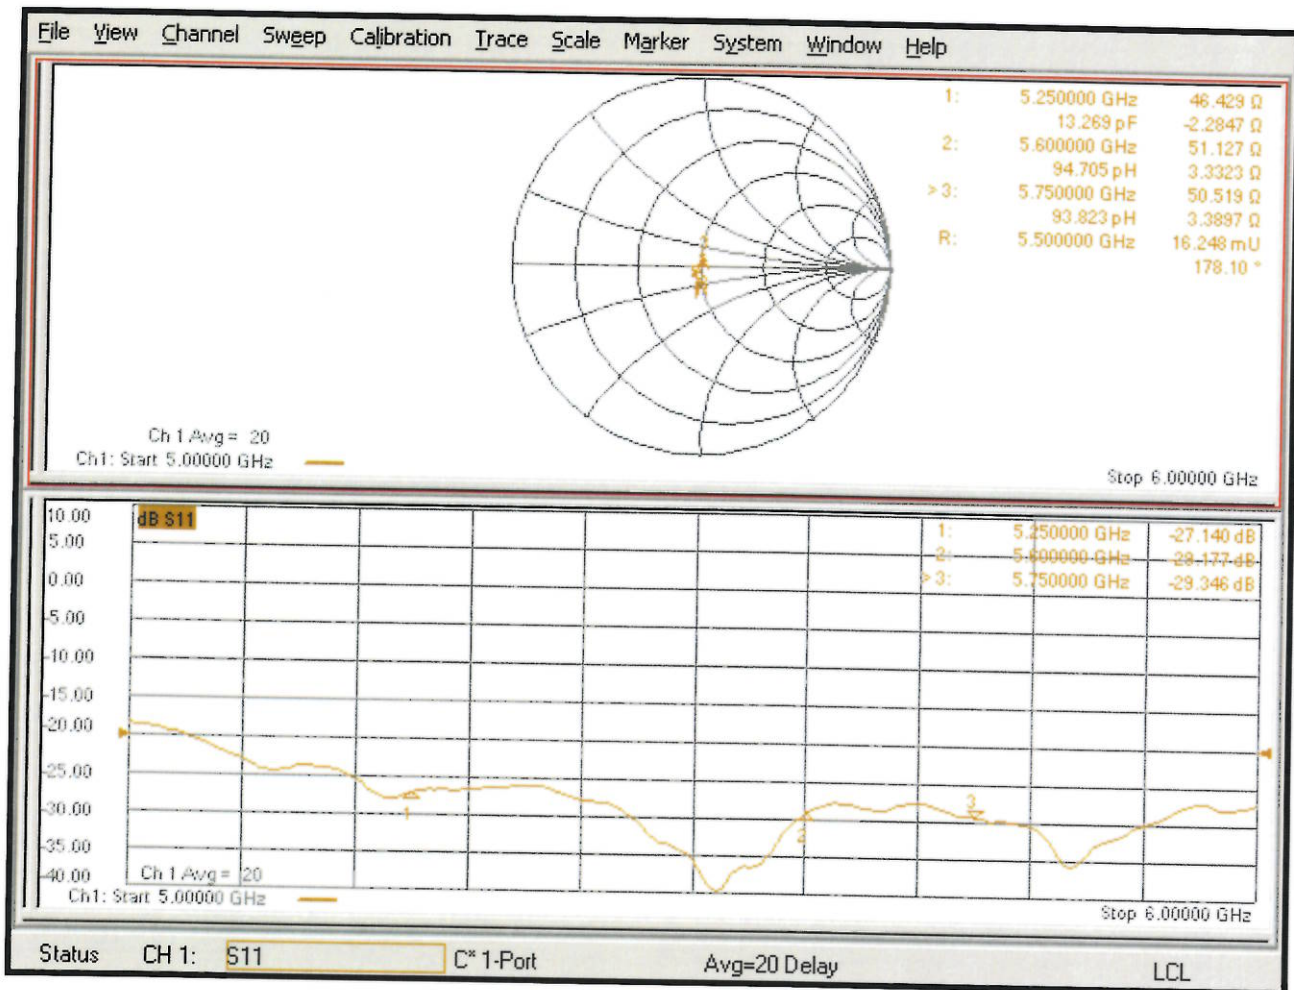 File View Channel Sweep Calibration Trace Scale Marker System Window Help
1: 5.250000 GHz 46.429 Ω
13.269 pF -2.2847 Ω
2: 5.600000 GHz 51.127 Ω
94.705 pH 3.3323 Ω
> 3: 5.750000 GHz 50.519 Ω
93.823 pH 3.3897 Ω
R: 5.500000 GHz 16.248 mU
178.10 °
Ch 1 Avg = 20
Ch1: Start 5.00000 GHz
Stop 6.00000 GHz
10.00
dB S11
5.00
0.00
-5.00
-10.00
-15.00
-20.00
-25.00
-30.00
-35.00
-40.00
1: 5.250000 GHz -27.140 dB
2: 5.600000 GHz -29.177 dB
> 3: 5.750000 GHz -29.346 dB
1
2
3
Ch 1 Avg = 20
Ch1: Start 5.00000 GHz
Stop 6.00000 GHz
Status CH 1: S11 C* 1-Port Avg=20 Delay LCL